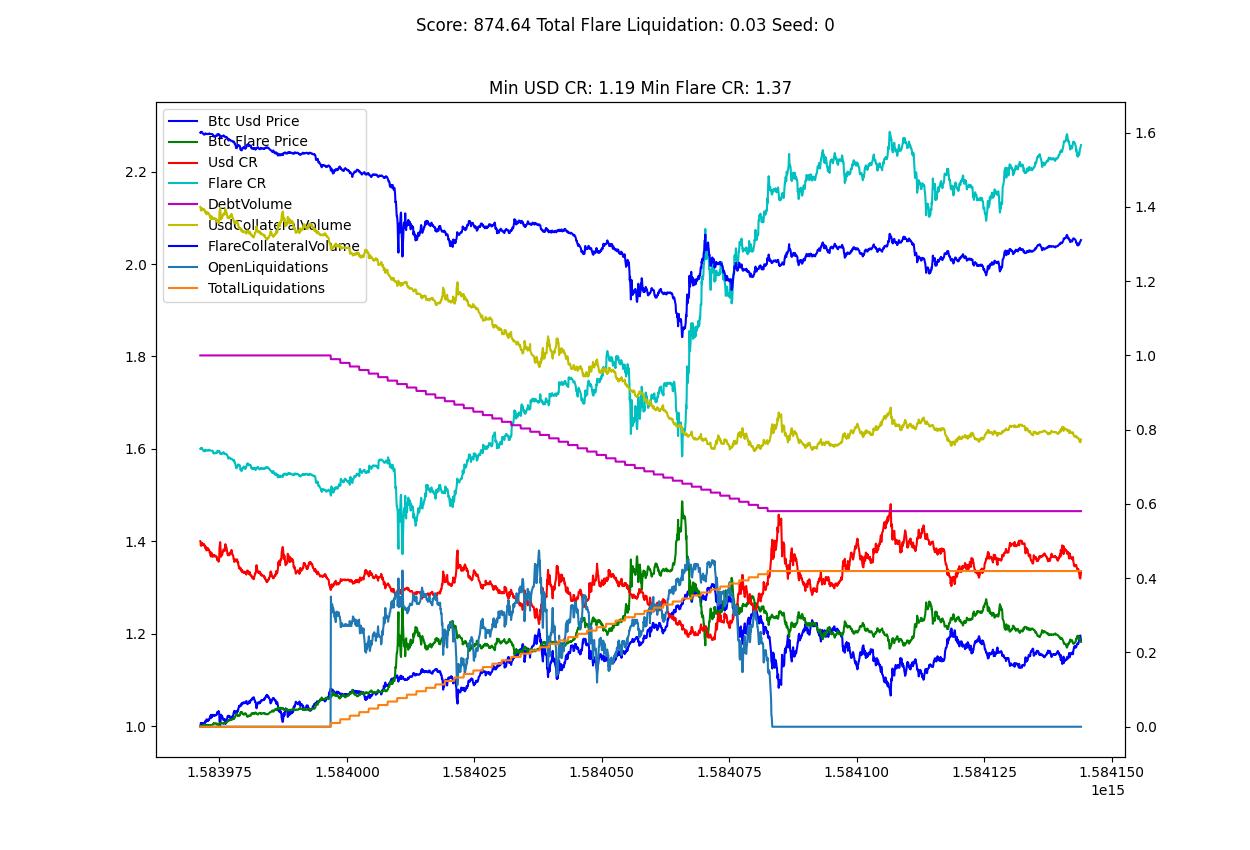 Score: 874.64 Total Flare Liquidation: 0.03 Seed: 0
Min USD CR: 1.19 Min Flare CR: 1.37
Btc Usd Price
Btc Flare Price
Usd CR
Flare CR
DebtVolume
UsdCollateralVolume
FlareCollateralVolume
OpenLiquidations
TotalLiquidations
2.2
2.0
1.8
1.6
1.4
1.2
1.0
1.6
1.4
1.2
1.0
0.8
0.6
0.4
0.2
0.0
1.583975 1.584000 1.584025 1.584050 1.584075 1.584100 1.584125 1.584150
1e15